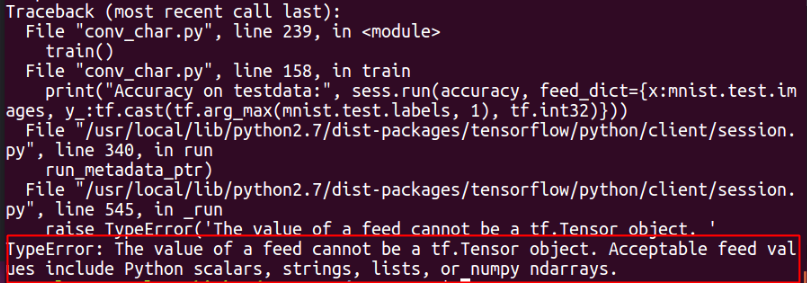 Traceback (most recent call last):
  File "conv_char.py", line 239, in <module>
    train()
  File "conv_char.py", line 158, in train
    print("Accuracy on testdata:", sess.run(accuracy, feed_dict={x:mnist.test.im
ages, y_:tf.cast(tf.arg_max(mnist.test.labels, 1), tf.int32)}))
  File "/usr/local/lib/python2.7/dist-packages/tensorflow/python/client/session.
py", line 340, in run
    run_metadata_ptr)
  File "/usr/local/lib/python2.7/dist-packages/tensorflow/python/client/session.
py", line 545, in _run
    raise TypeError('The value of a feed cannot be a tf.Tensor object. '
TypeError: The value of a feed cannot be a tf.Tensor object. Acceptable feed val
ues include Python scalars, strings, lists, or numpy ndarrays.